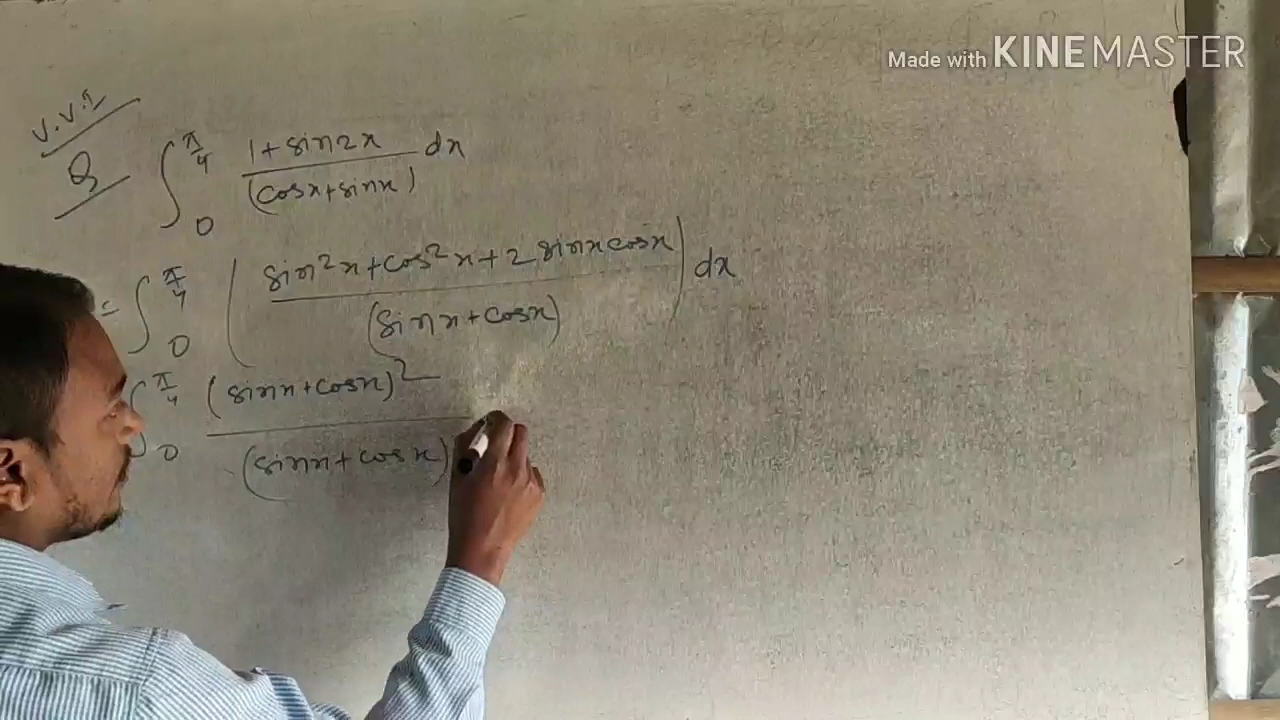 Made with KINEMASTER
V.V.I
Q ∫₀^(π/4) (1+sin2x)/(cosx+sinx) dx
= ∫₀^(π/4) ((sin²x+cos²x+2sinxcosx)/(sinx+cosx)) dx
∫₀^(π/4) (sinx+cosx)²/(sinx+cosx)